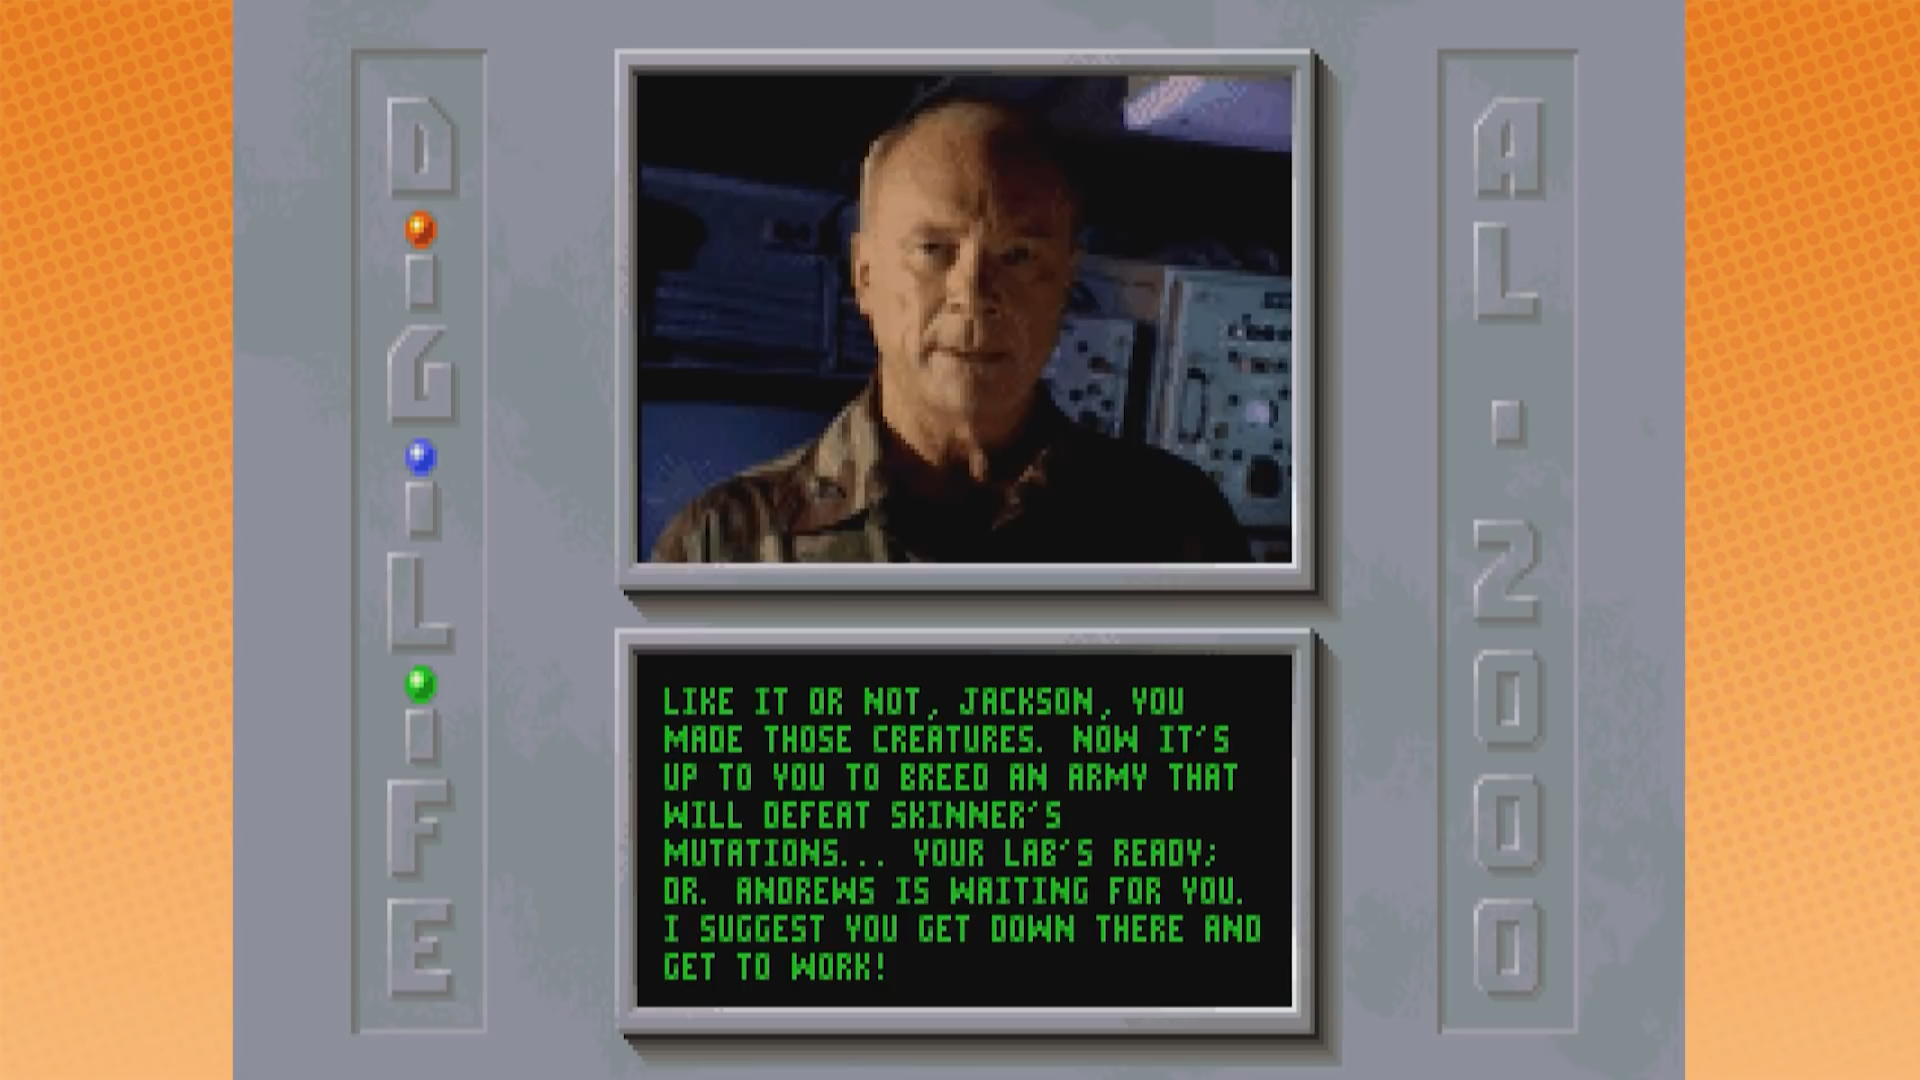 DIGILIFE
LIKE IT OR NOT, JACKSON, YOU
MADE THOSE CREATURES. NOW IT'S
UP TO YOU TO BREED AN ARMY THAT
WILL DEFEAT SKINNER'S
MUTATIONS... YOUR LAB'S READY;
DR. ANDREWS IS WAITING FOR YOU.
I SUGGEST YOU GET DOWN THERE AND
GET TO WORK!
AL·2000